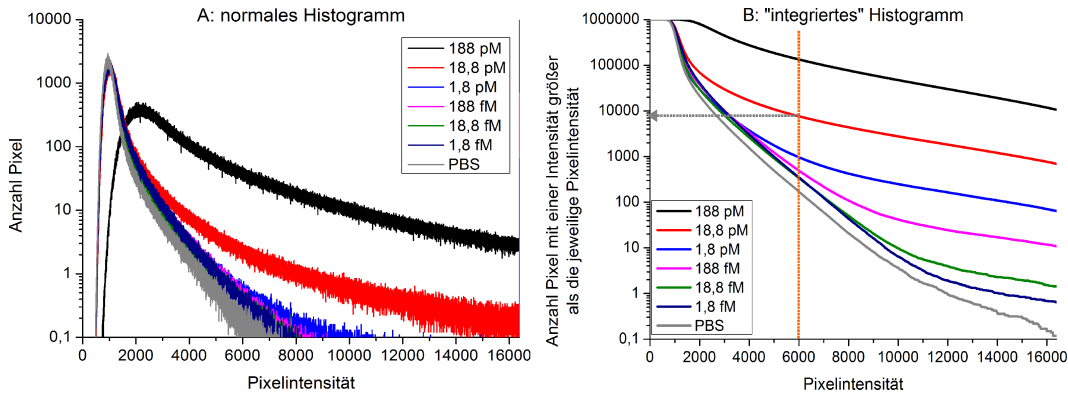 A: normales Histogramm
Anzahl Pixel
10000
1000
100
10
1
0,1
188 pM
18,8 pM
1,8 pM
188 fM
18,8 fM
1,8 fM
PBS
0 2000 4000 6000 8000 10000 12000 14000 16000
Pixelintensität
B: "integriertes" Histogramm
Anzahl Pixel mit einer Intensität größer
als die jeweilige Pixelintensität
1000000
100000
10000
1000
100
10
1
0,1
188 pM
18,8 pM
1,8 pM
188 fM
18,8 fM
1,8 fM
PBS
0 2000 4000 6000 8000 10000 12000 14000 16000
Pixelintensität